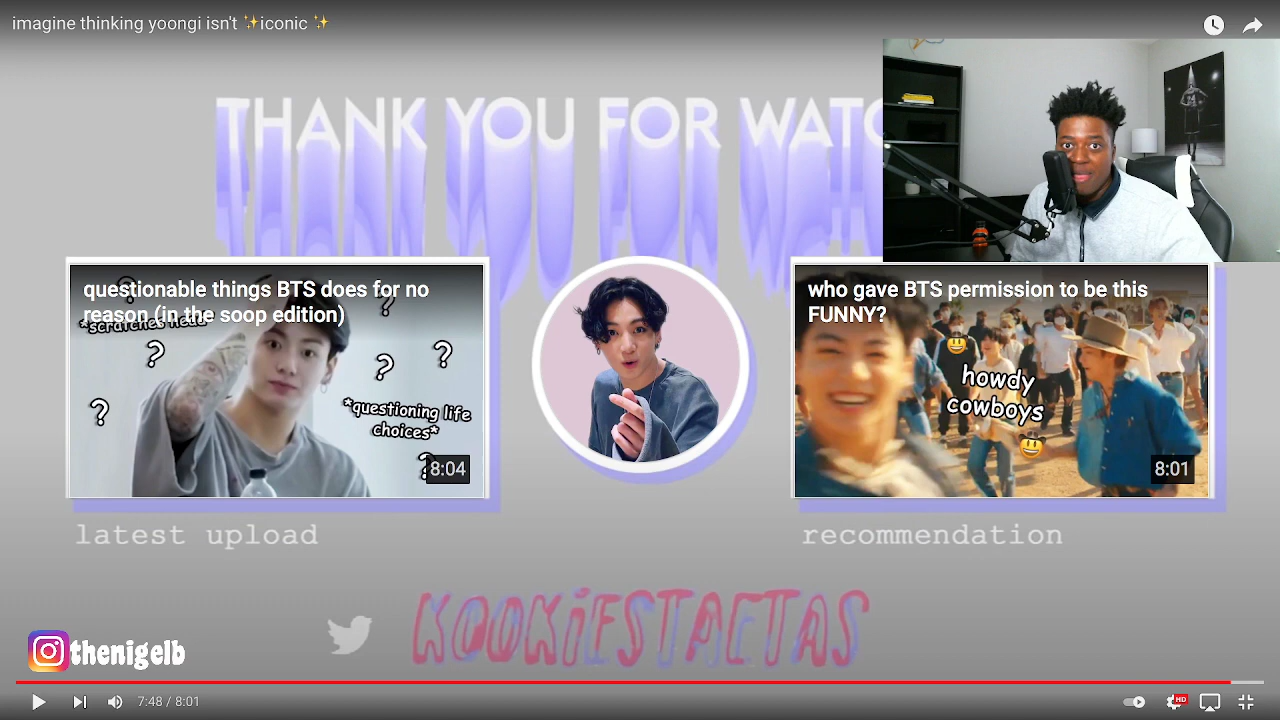 imagine thinking yoongi isn't ✨iconic ✨
THANK YOU FOR WATC
questionable things BTS does for no
reason (in the soop edition)
*scratches head*
?
?
?
?
?
*questioning life
choices*
?
8:04
who gave BTS permission to be this
FUNNY?
howdy
cowboys
8:01
latest upload
recommendation
KOOKiESTAETAS
thenigelb
7:48 / 8:01
HD